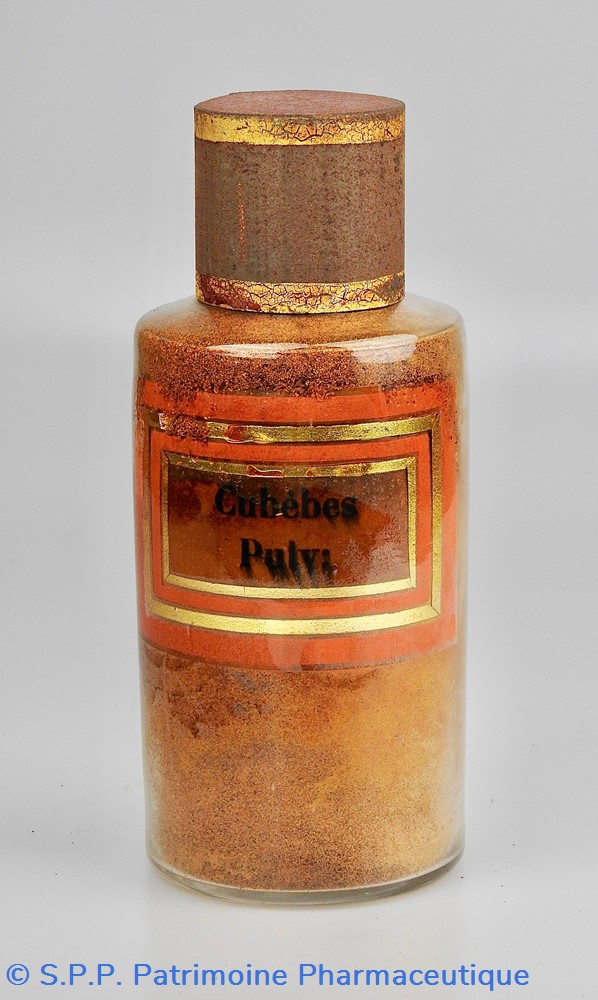 Cubèbes
Pulv:
© S.P.P. Patrimoine Pharmaceutique